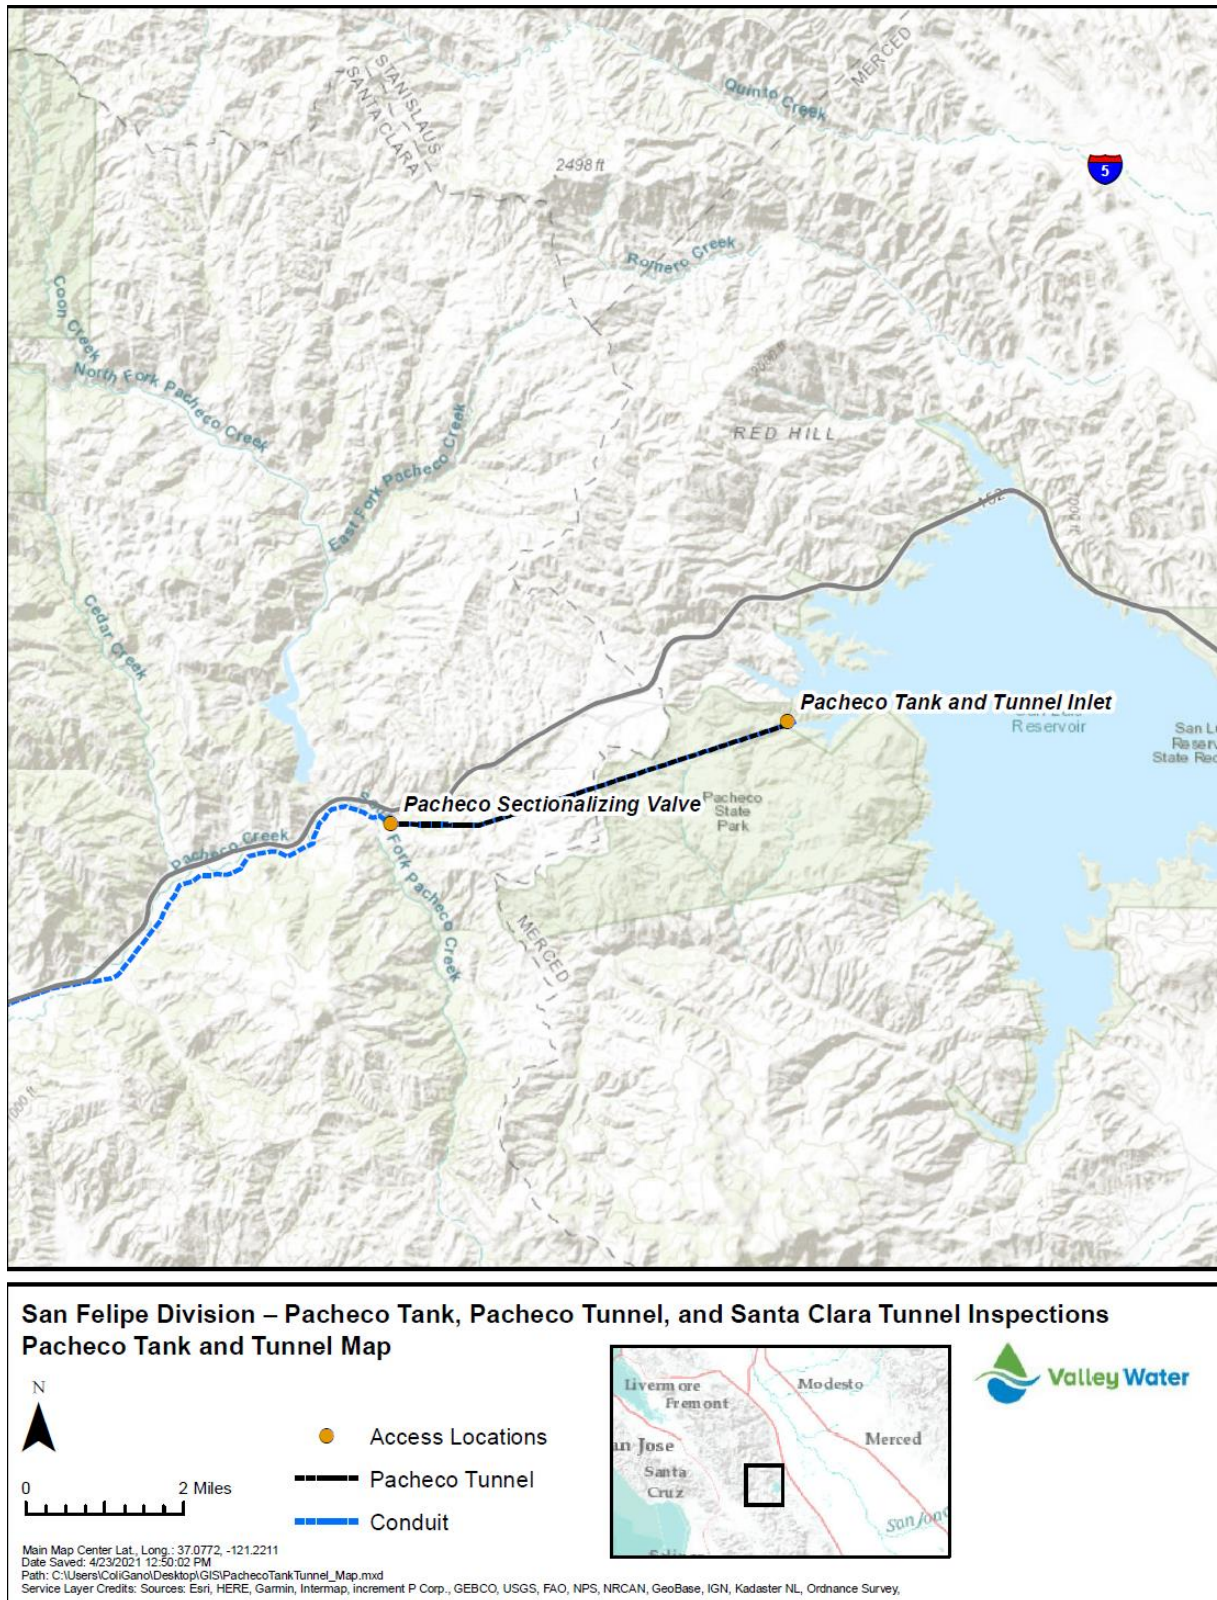 MERCED
STANISLAUS
SANTA CLARA
Quinto Creek
2498 ft
5
Romero Creek
Coon Creek
2000 ft
North Fork Pacheco Creek
RED HILL
East Fork Pacheco Creek
152
Cedar Creek
Pacheco Tank and Tunnel Inlet
Reservoir
San Lu
Reserv
State Rec
Pacheco Sectionalizing Valve
Pacheco
State
Park
Pacheco Creek
Fork Pacheco Creek
MERCED
000 ft
San Felipe Division – Pacheco Tank, Pacheco Tunnel, and Santa Clara Tunnel Inspections
Pacheco Tank and Tunnel Map
N
0 2 Miles
Access Locations
Pacheco Tunnel
Conduit
Livermore
Fremont
Modesto
an Jose
Merced
Santa
Cruz
Valley Water
Main Map Center Lat., Long.: 37.0772, -121.2211
Date Saved: 4/23/2021 12:50:02 PM
Path: C:\Users\ColiGano\Desktop\GIS\PachecoTankTunnel_Map.mxd
Service Layer Credits: Sources: Esri, HERE, Garmin, Intermap, increment P Corp., GEBCO, USGS, FAO, NPS, NRCAN, GeoBase, IGN, Kadaster NL, Ordnance Survey,